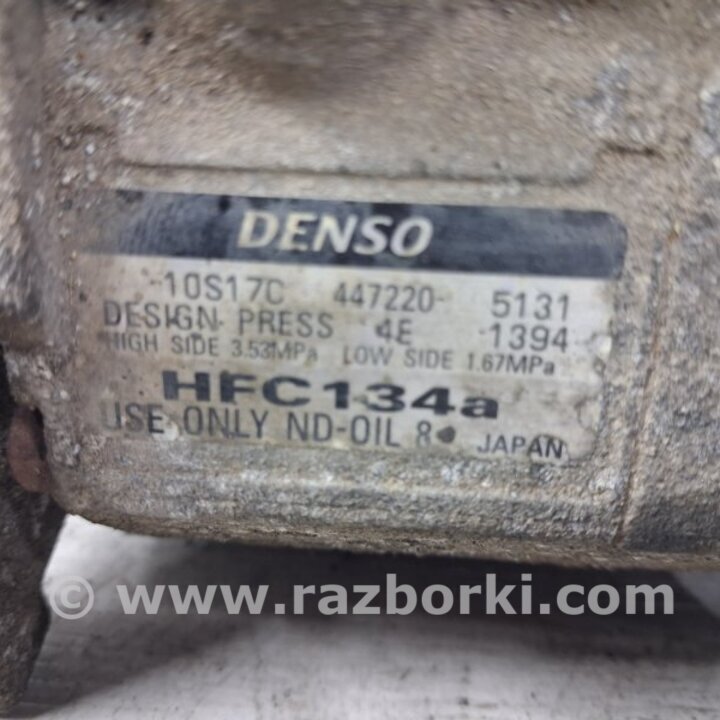 DENSO
10S17C 447220- 5131
DESIGN PRESS 4E 1394
HIGH SIDE 3.53MPa LOW SIDE 1.67MPa
HFC134a
USE ONLY ND-OIL 8 JAPAN
© www.razborki.com